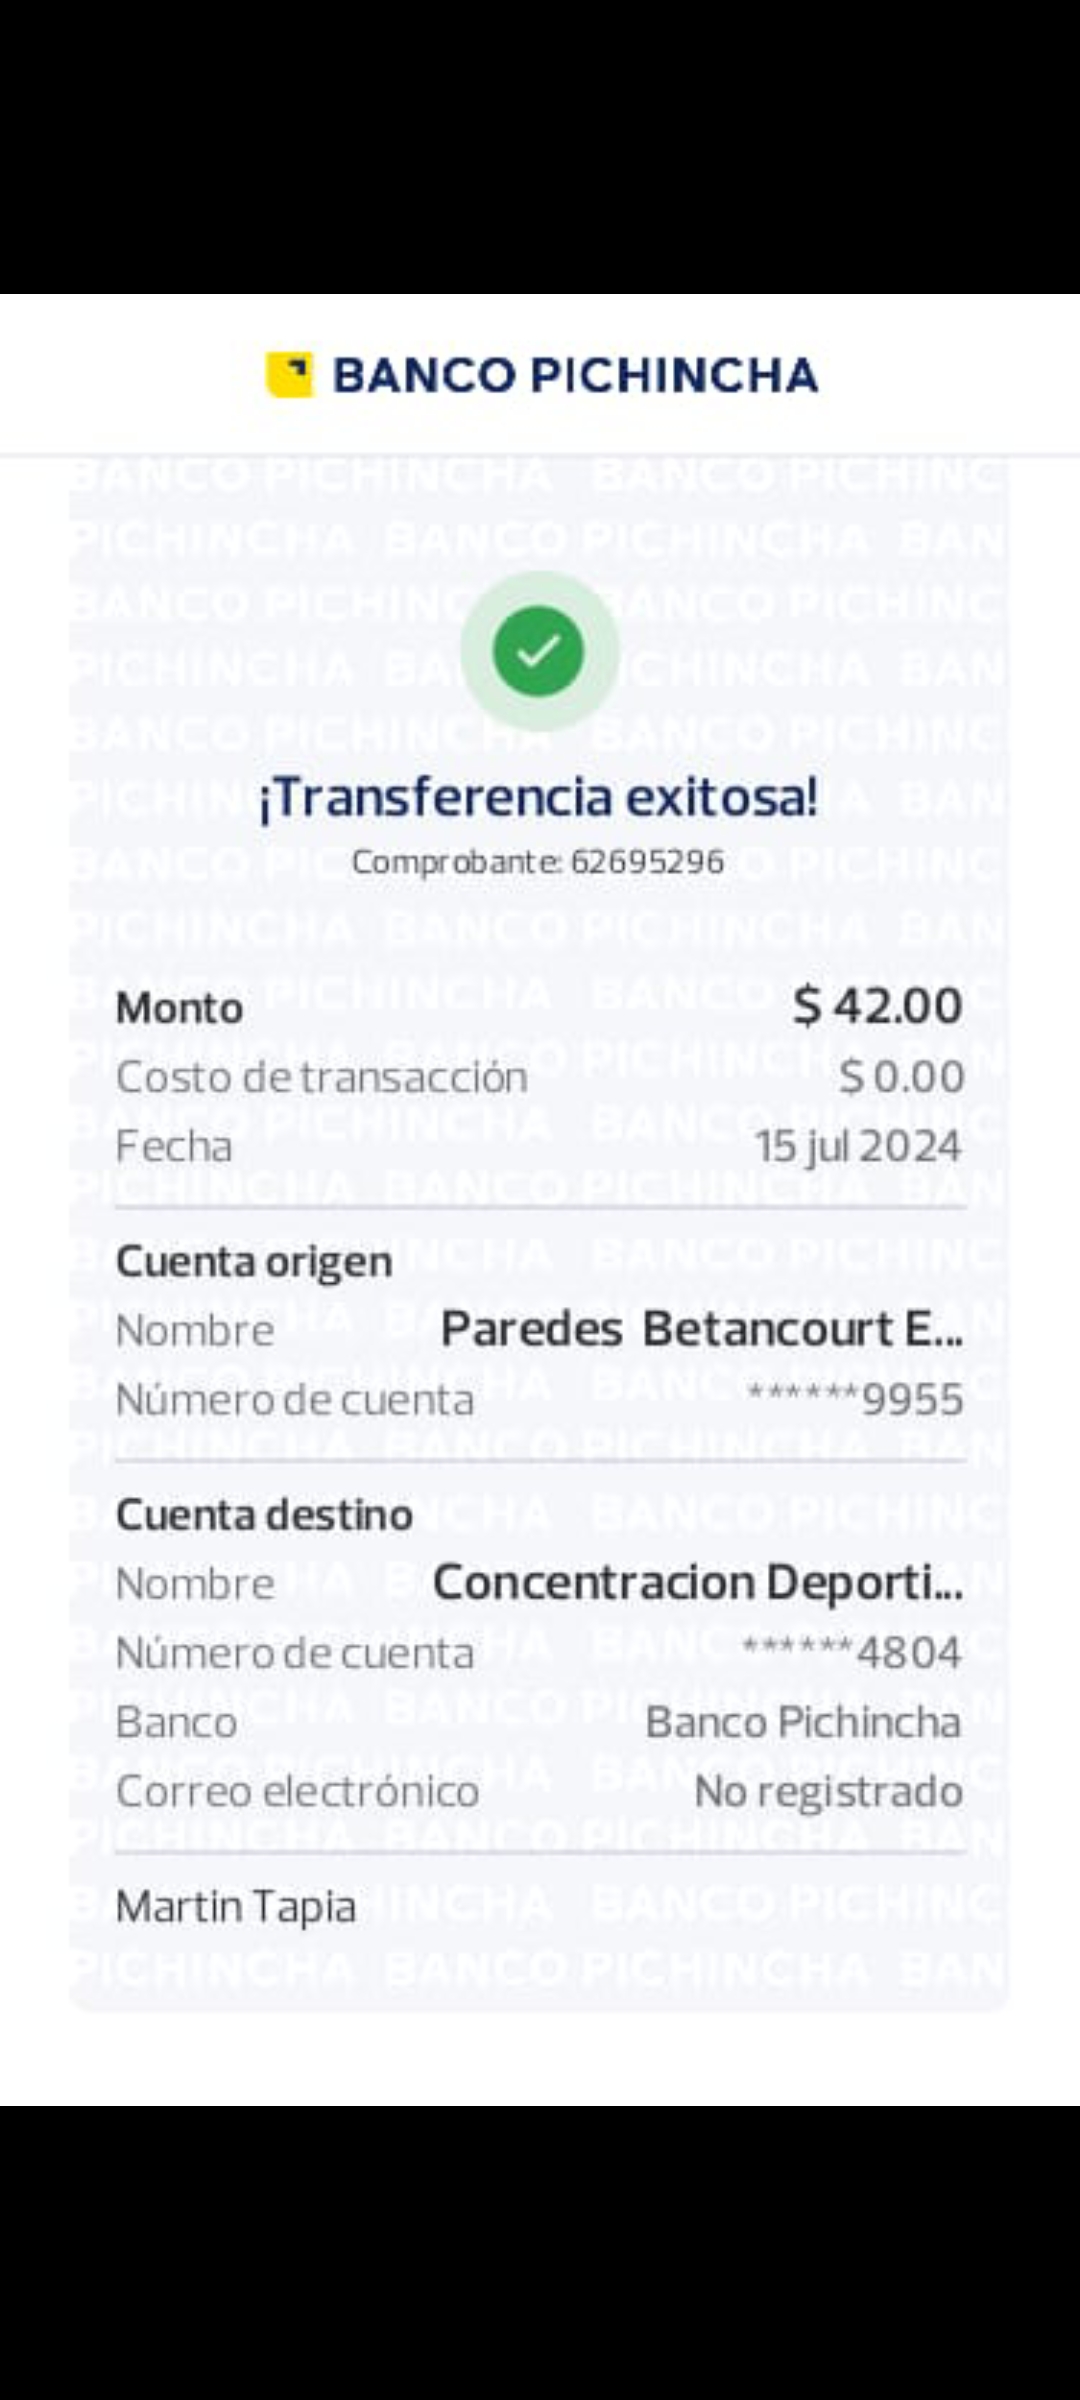 BANCO PICHINCHA
¡Transferencia exitosa!
Comprobante: 62695296
Monto $ 42.00
Costo de transacción $ 0.00
Fecha 15 jul 2024
Cuenta origen
Nombre Paredes Betancourt E...
Número de cuenta ******9955
Cuenta destino
Nombre Concentracion Deporti...
Número de cuenta ******4804
Banco Banco Pichincha
Correo electrónico No registrado
Martin Tapia